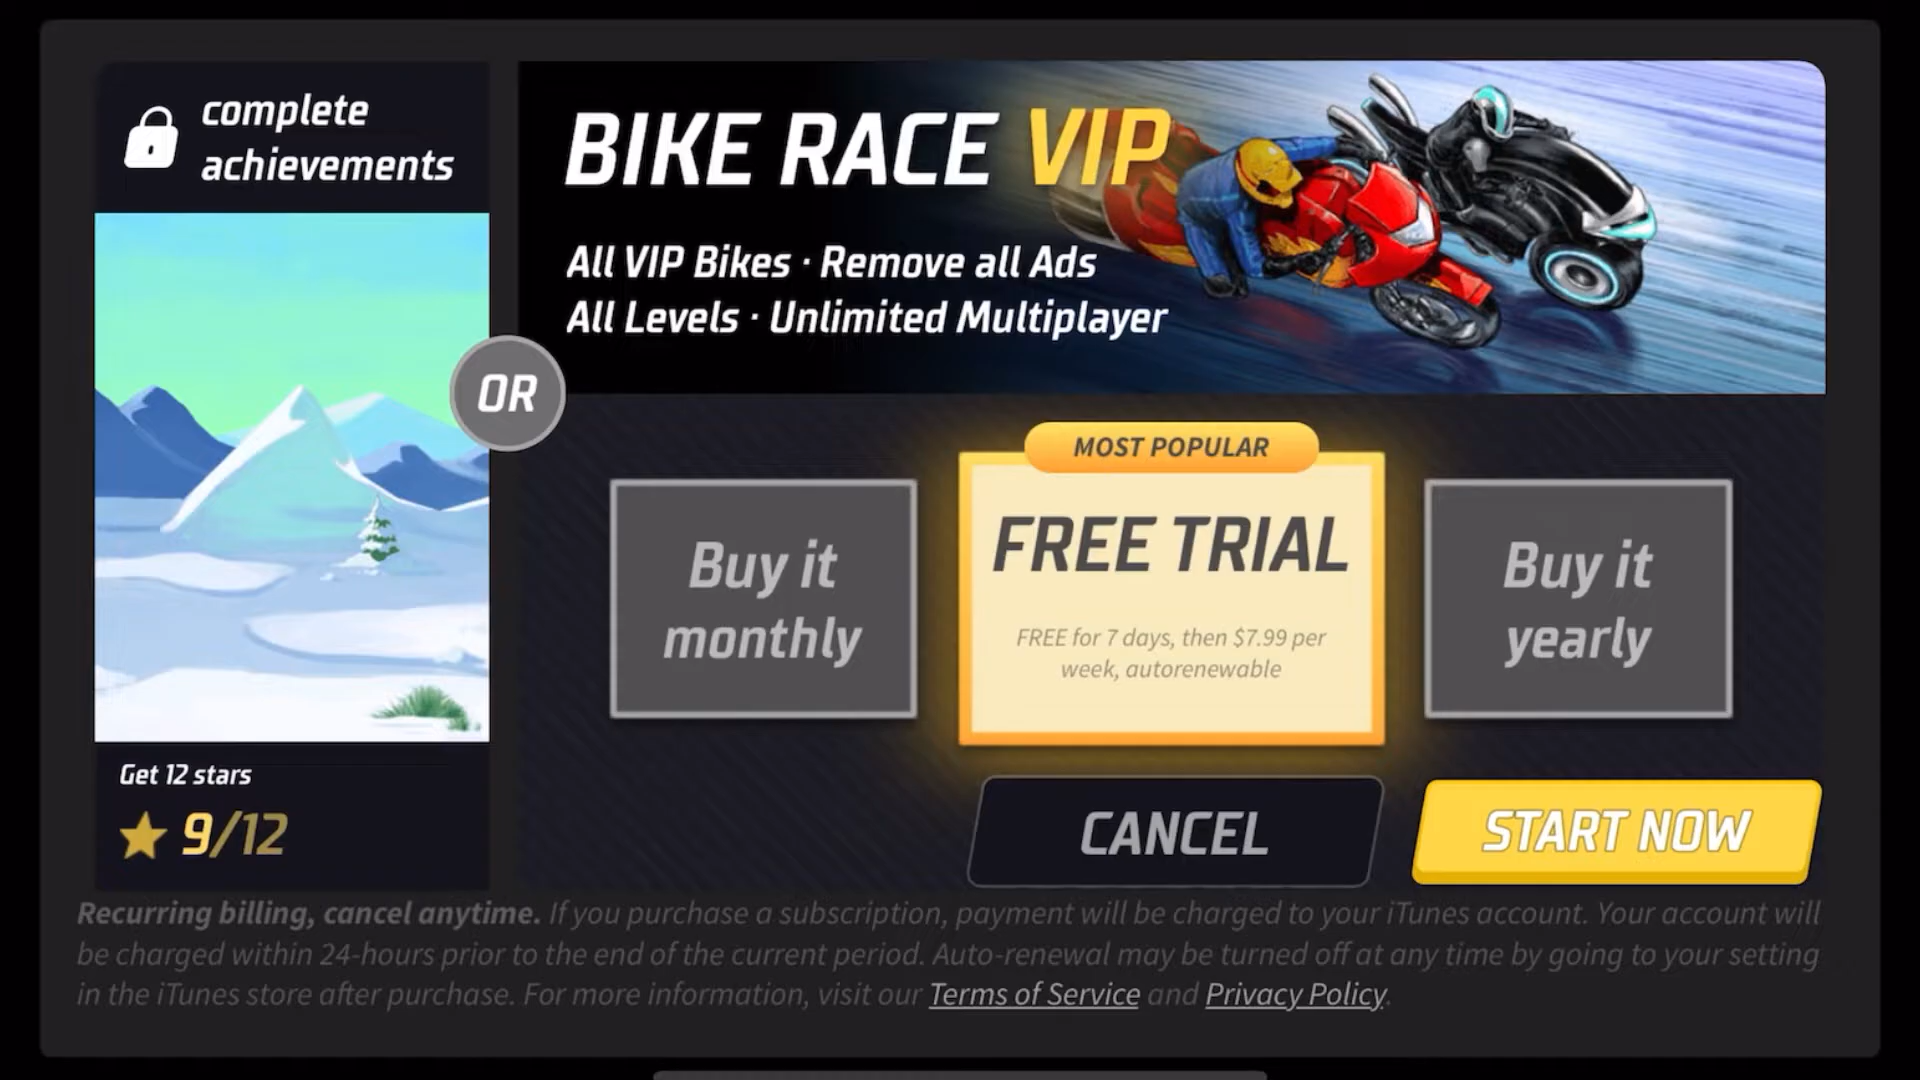 complete
achievements
Get 12 stars
9/12
OR
BIKE RACE VIP
All VIP Bikes · Remove all Ads
All Levels · Unlimited Multiplayer
Buy it
monthly
MOST POPULAR
FREE TRIAL
FREE for 7 days, then $7.99 per
week, autorenewable
Buy it
yearly
CANCEL
START NOW
Recurring billing, cancel anytime. If you purchase a subscription, payment will be charged to your iTunes account. Your account will
be charged within 24-hours prior to the end of the current period. Auto-renewal may be turned off at any time by going to your setting
in the iTunes store after purchase. For more information, visit our Terms of Service and Privacy Policy.